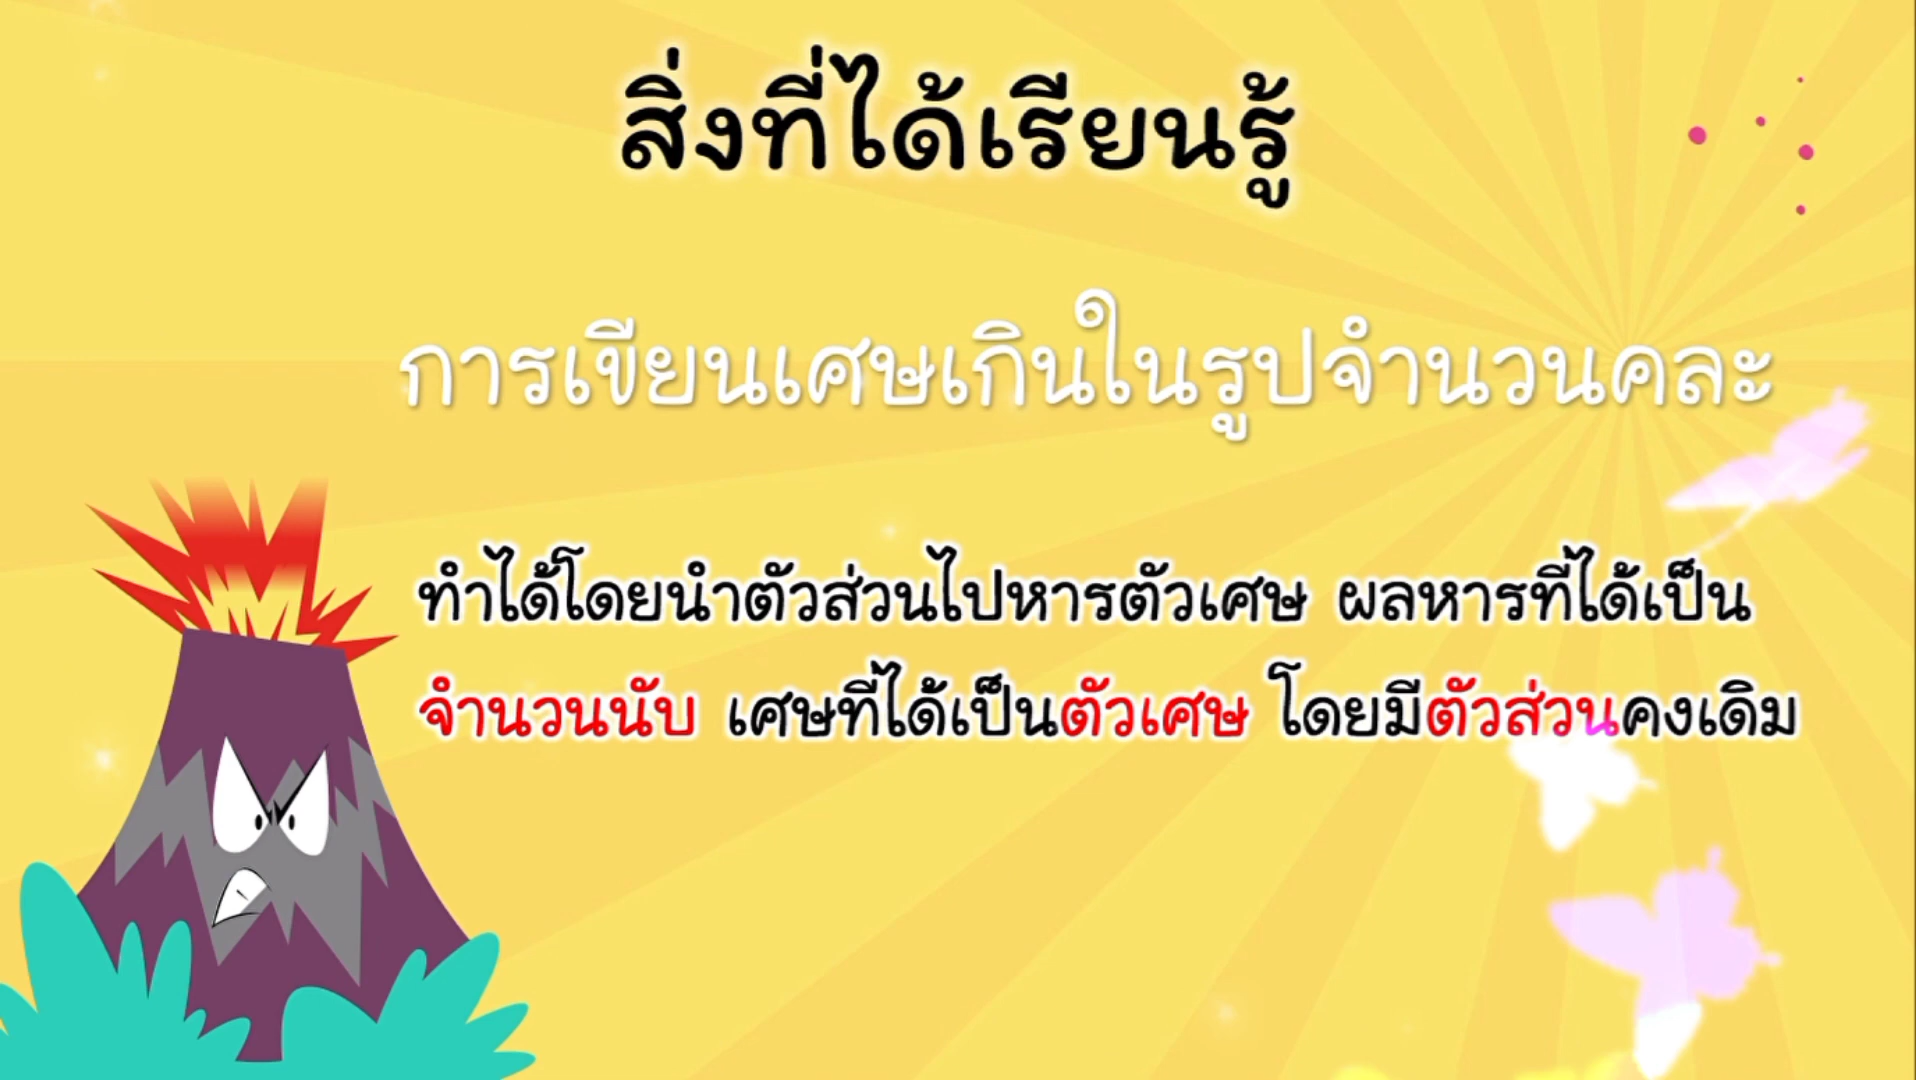 สิ่งที่ได้เรียนรู้
การเขียนเศษเกินในรูปจำนวนคละ
ทำได้โดยนำตัวส่วนไปหารตัวเศษ ผลหารที่ได้เป็น
จำนวนนับ เศษที่ได้เป็นตัวเศษ โดยมีตัวส่วนคงเดิม